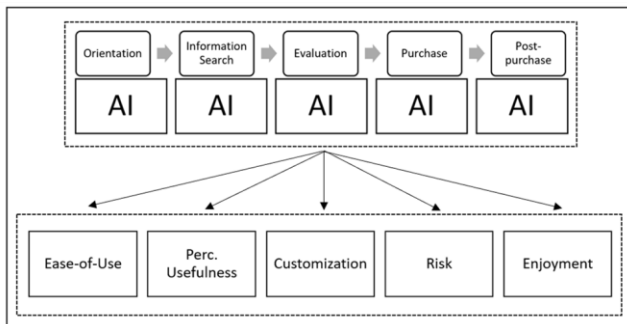 Orientation
Information
Search
Evaluation
Purchase
Post-
purchase
AI
AI
AI
AI
AI
Ease-of-Use
Perc.
Usefulness
Customization
Risk
Enjoyment